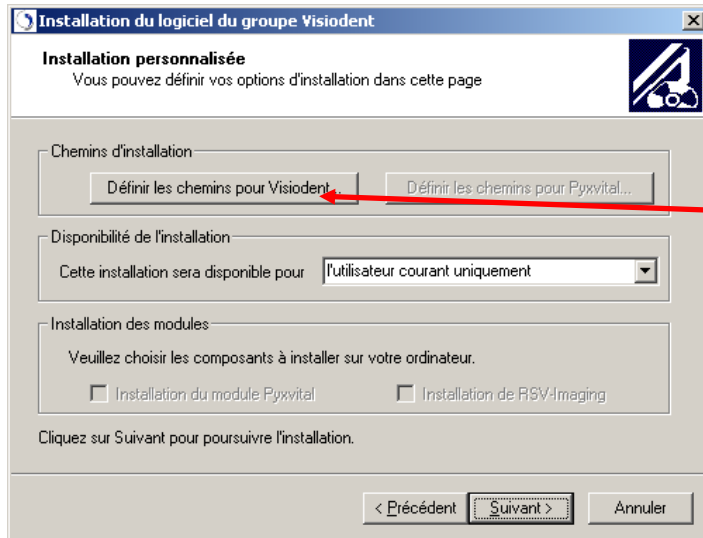 Installation du logiciel du groupe Visiodent
Installation personnalisée
Vous pouvez définir vos options d'installation dans cette page
Chemins d'installation
Définir les chemins pour Visiodent...
Définir les chemins pour Pyxvital...
Disponibilité de l'installation
Cette installation sera disponible pour
l'utilisateur courant uniquement
Installation des modules
Veuillez choisir les composants à installer sur votre ordinateur.
Installation du module Pyxvital
Installation de RSV-Imaging
Cliquez sur Suivant pour poursuivre l'installation.
< Précédent
Suivant >
Annuler